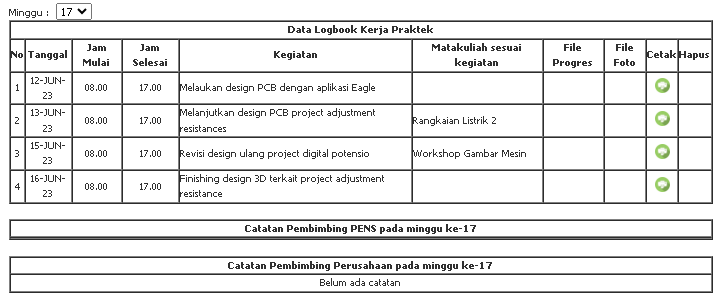 Minggu : 17
Data Logbook Kerja Praktek
No Tanggal Jam Mulai Jam Selesai Kegiatan Matakuliah sesuai kegiatan File Progres File Foto Cetak Hapus
1 12-JUN-23 08.00 17.00 Melaukan design PCB dengan aplikasi Eagle
2 13-JUN-23 08.00 17.00 Melanjutkan design PCB project adjustment resistances Rangkaian Listrik 2
3 15-JUN-23 08.00 17.00 Revisi design ulang project digital potensio Workshop Gambar Mesin
4 16-JUN-23 08.00 17.00 Finishing design 3D terkait project adjustment resistance
Catatan Pembimbing PENS pada minggu ke-17
Catatan Pembimbing Perusahaan pada minggu ke-17
Belum ada catatan